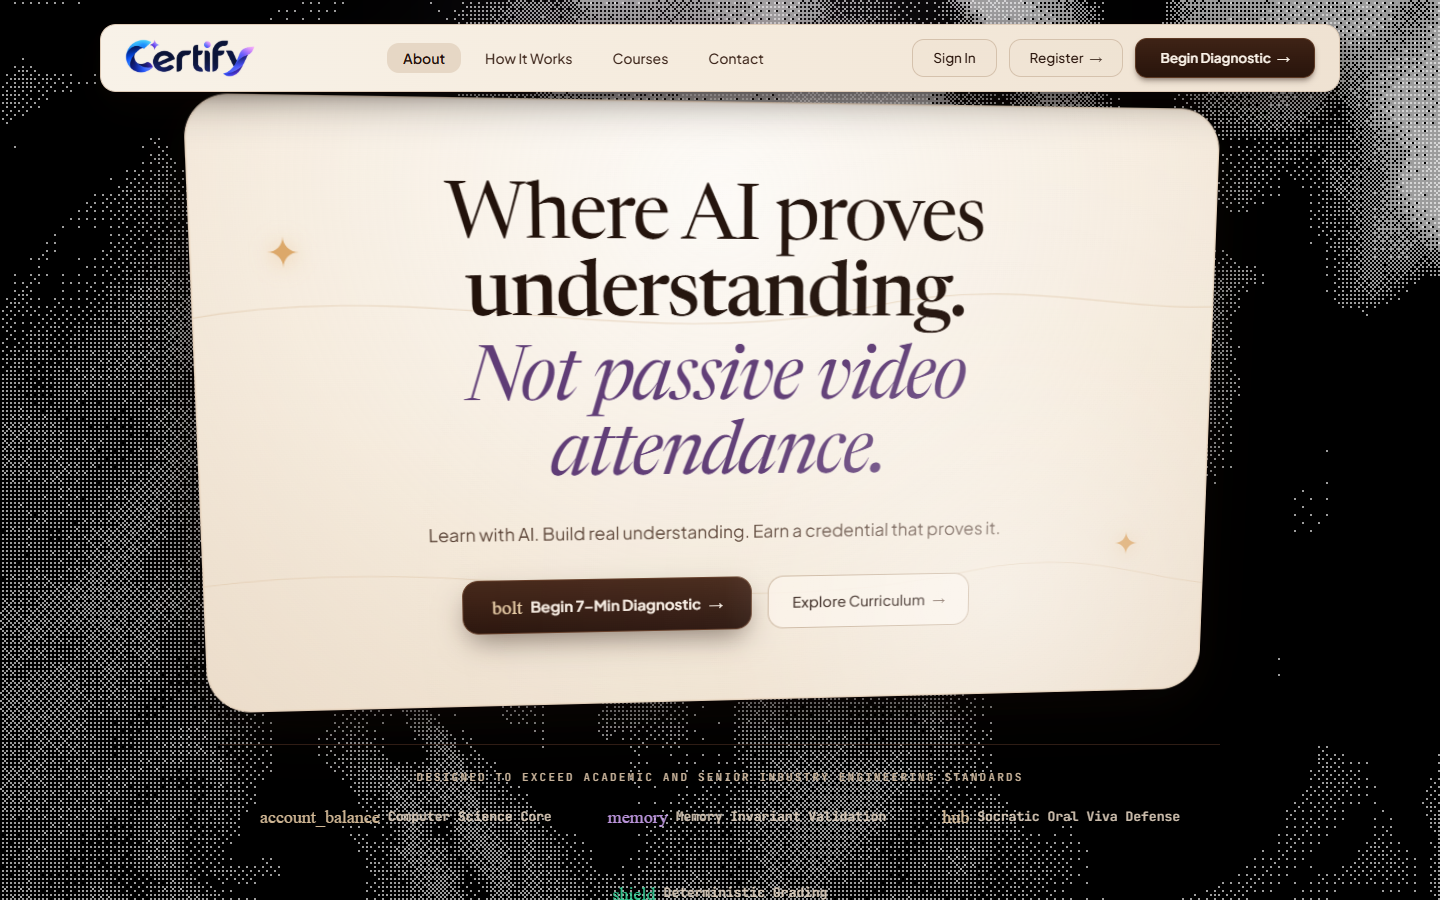 Certify
About
How It Works
Courses
Contact
Sign In
Register →
Begin Diagnostic →
Where AI proves
understanding.
Not passive video
attendance.
Learn with AI. Build real understanding. Earn a credential that proves it.
bolt Begin 7-Min Diagnostic →
Explore Curriculum →
DESIGNED TO EXCEED ACADEMIC AND SENIOR INDUSTRY ENGINEERING STANDARDS
account_balance Computer Science Core
memory Memory Invariant Validation
hub Socratic Oral Viva Defense
shield Deterministic Grading